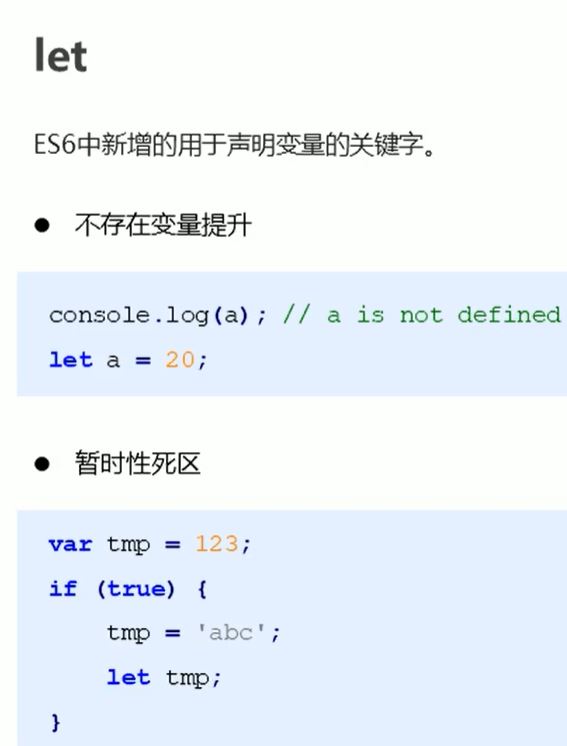 let
ES6中新增的用于声明变量的关键字。
● 不存在变量提升
console.log(a); // a is not defined
let a = 20;
● 暂时性死区
var tmp = 123;
if (true) {
    tmp = 'abc';
    let tmp;
}